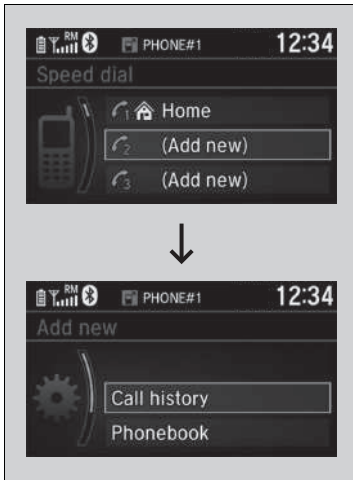 RM PHONE#1 12:34
Speed dial
1 Home
2 (Add new)
3 (Add new)
RM PHONE#1 12:34
Add new
Call history
Phonebook